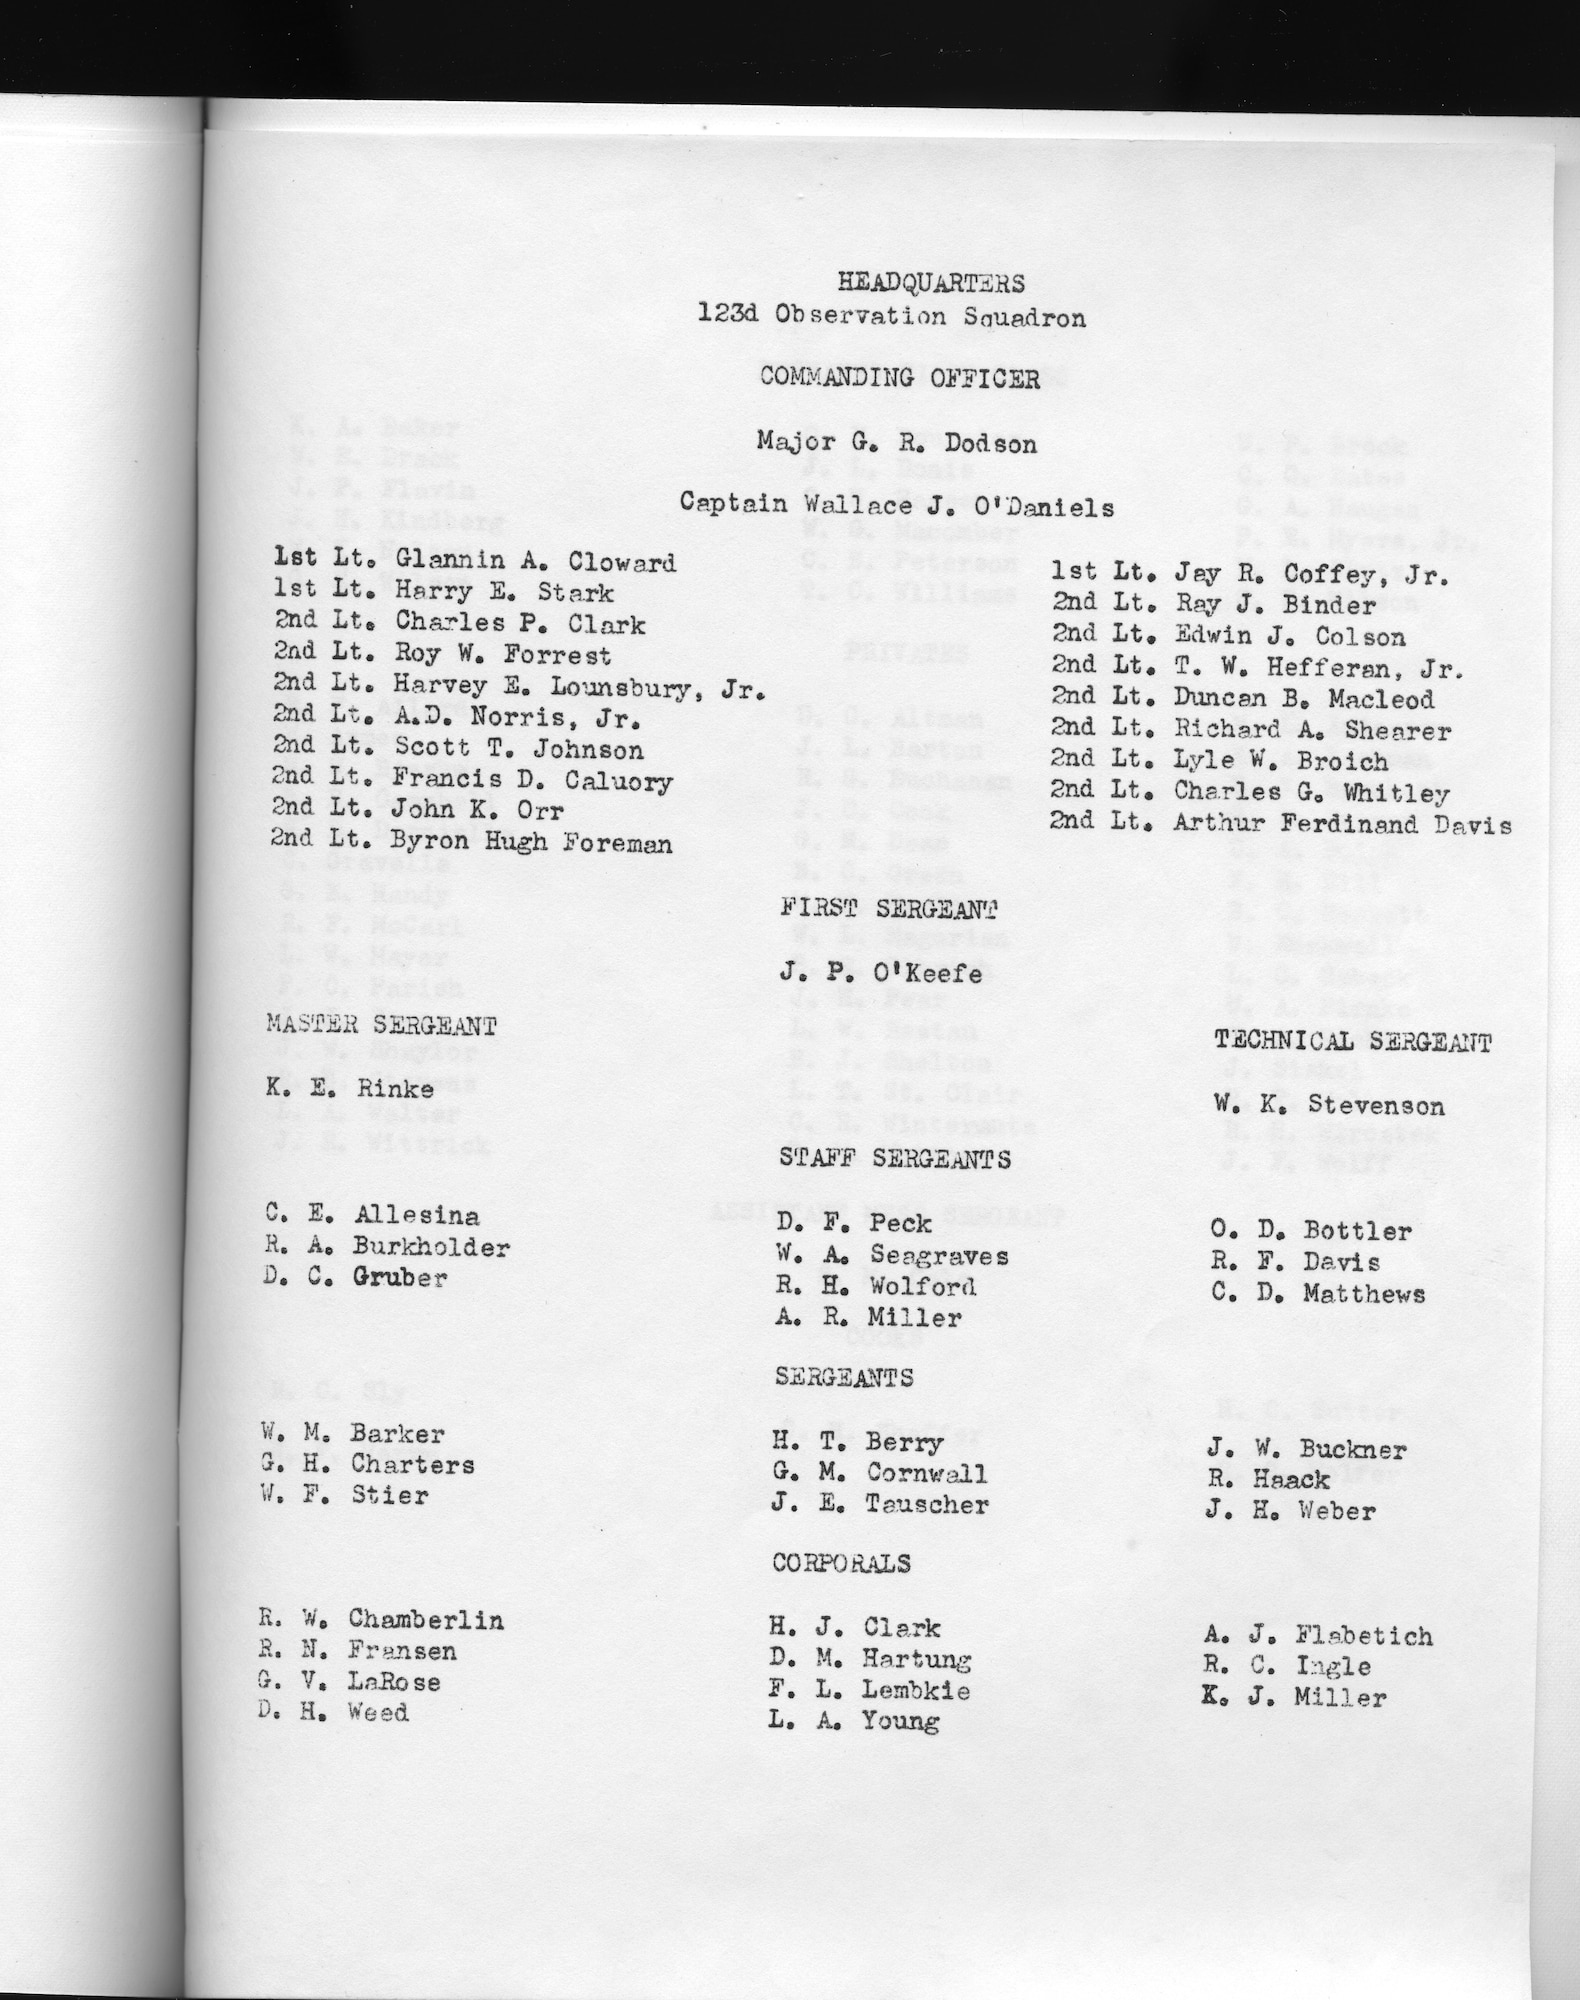 HEADQUARTERS
123d Observation Squadron
COMMANDING OFFICER
Major G. R. Dodson
Captain Wallace J. O'Daniels
1st Lt. Glannin A. Cloward
1st Lt. Harry E. Stark
2nd Lt. Charles P. Clark
2nd Lt. Roy W. Forrest
2nd Lt. Harvey E. Lounsbury, Jr.
2nd Lt. A.D. Norris, Jr.
2nd Lt. Scott T. Johnson
2nd Lt. Francis D. Caluory
2nd Lt. John K. Orr
2nd Lt. Byron Hugh Foreman
1st Lt. Jay R. Coffey, Jr.
2nd Lt. Ray J. Binder
2nd Lt. Edwin J. Colson
2nd Lt. T. W. Hefferan, Jr.
2nd Lt. Duncan B. Macleod
2nd Lt. Richard A. Shearer
2nd Lt. Lyle W. Broich
2nd Lt. Charles G. Whitley
2nd Lt. Arthur Ferdinand Davis
FIRST SERGEANT
J. P. O'Keefe
MASTER SERGEANT
K. E. Rinke
TECHNICAL SERGEANT
W. K. Stevenson
STAFF SERGEANTS
C. E. Allesina
R. A. Burkholder
D. C. Gruber
D. F. Peck
W. A. Seagraves
R. H. Wolford
A. R. Miller
O. D. Bottler
R. F. Davis
C. D. Matthews
SERGEANTS
W. M. Barker
G. H. Charters
W. F. Stier
H. T. Berry
G. M. Cornwall
J. E. Tauscher
J. W. Buckner
R. Haack
J. H. Weber
CORPORALS
R. W. Chamberlin
R. N. Fransen
G. V. LaRose
D. H. Weed
H. J. Clark
D. M. Hartung
F. L. Lembkie
L. A. Young
A. J. Flabetich
R. C. Ingle
K. J. Miller